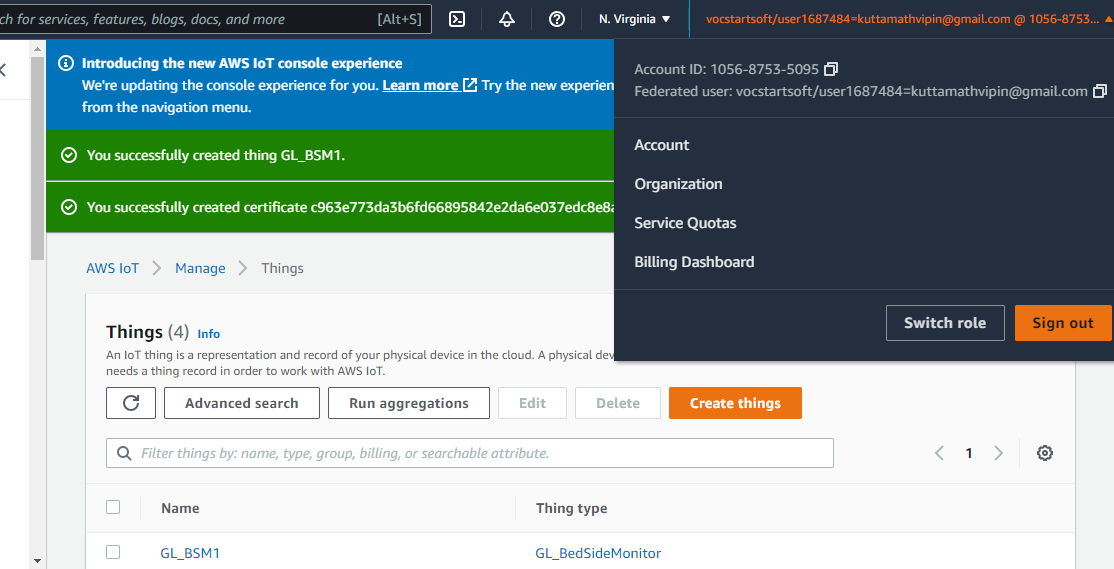 ch for services, features, blogs, docs, and more [Alt+S] N. Virginia ▼ vocstartsoft/user1687484=kuttamathvipin@gmail.com @ 1056-8753... ▲
Introducing the new AWS IoT console experience
We're updating the console experience for you. Learn more Try the new experien
from the navigation menu.
You successfully created thing GL_BSM1.
You successfully created certificate c963e773da3b6fd66895842e2da6e037edc8e8a
Account ID: 1056-8753-5095
Federated user: vocstartsoft/user1687484=kuttamathvipin@gmail.com
Account
Organization
Service Quotas
Billing Dashboard
Switch role Sign out
AWS IoT > Manage > Things
Things (4) Info
An IoT thing is a representation and record of your physical device in the cloud. A physical dev
needs a thing record in order to work with AWS IoT.
Advanced search Run aggregations Edit Delete Create things
Filter things by: name, type, group, billing, or searchable attribute. < 1 >
Name Thing type
GL_BSM1 GL_BedSideMonitor